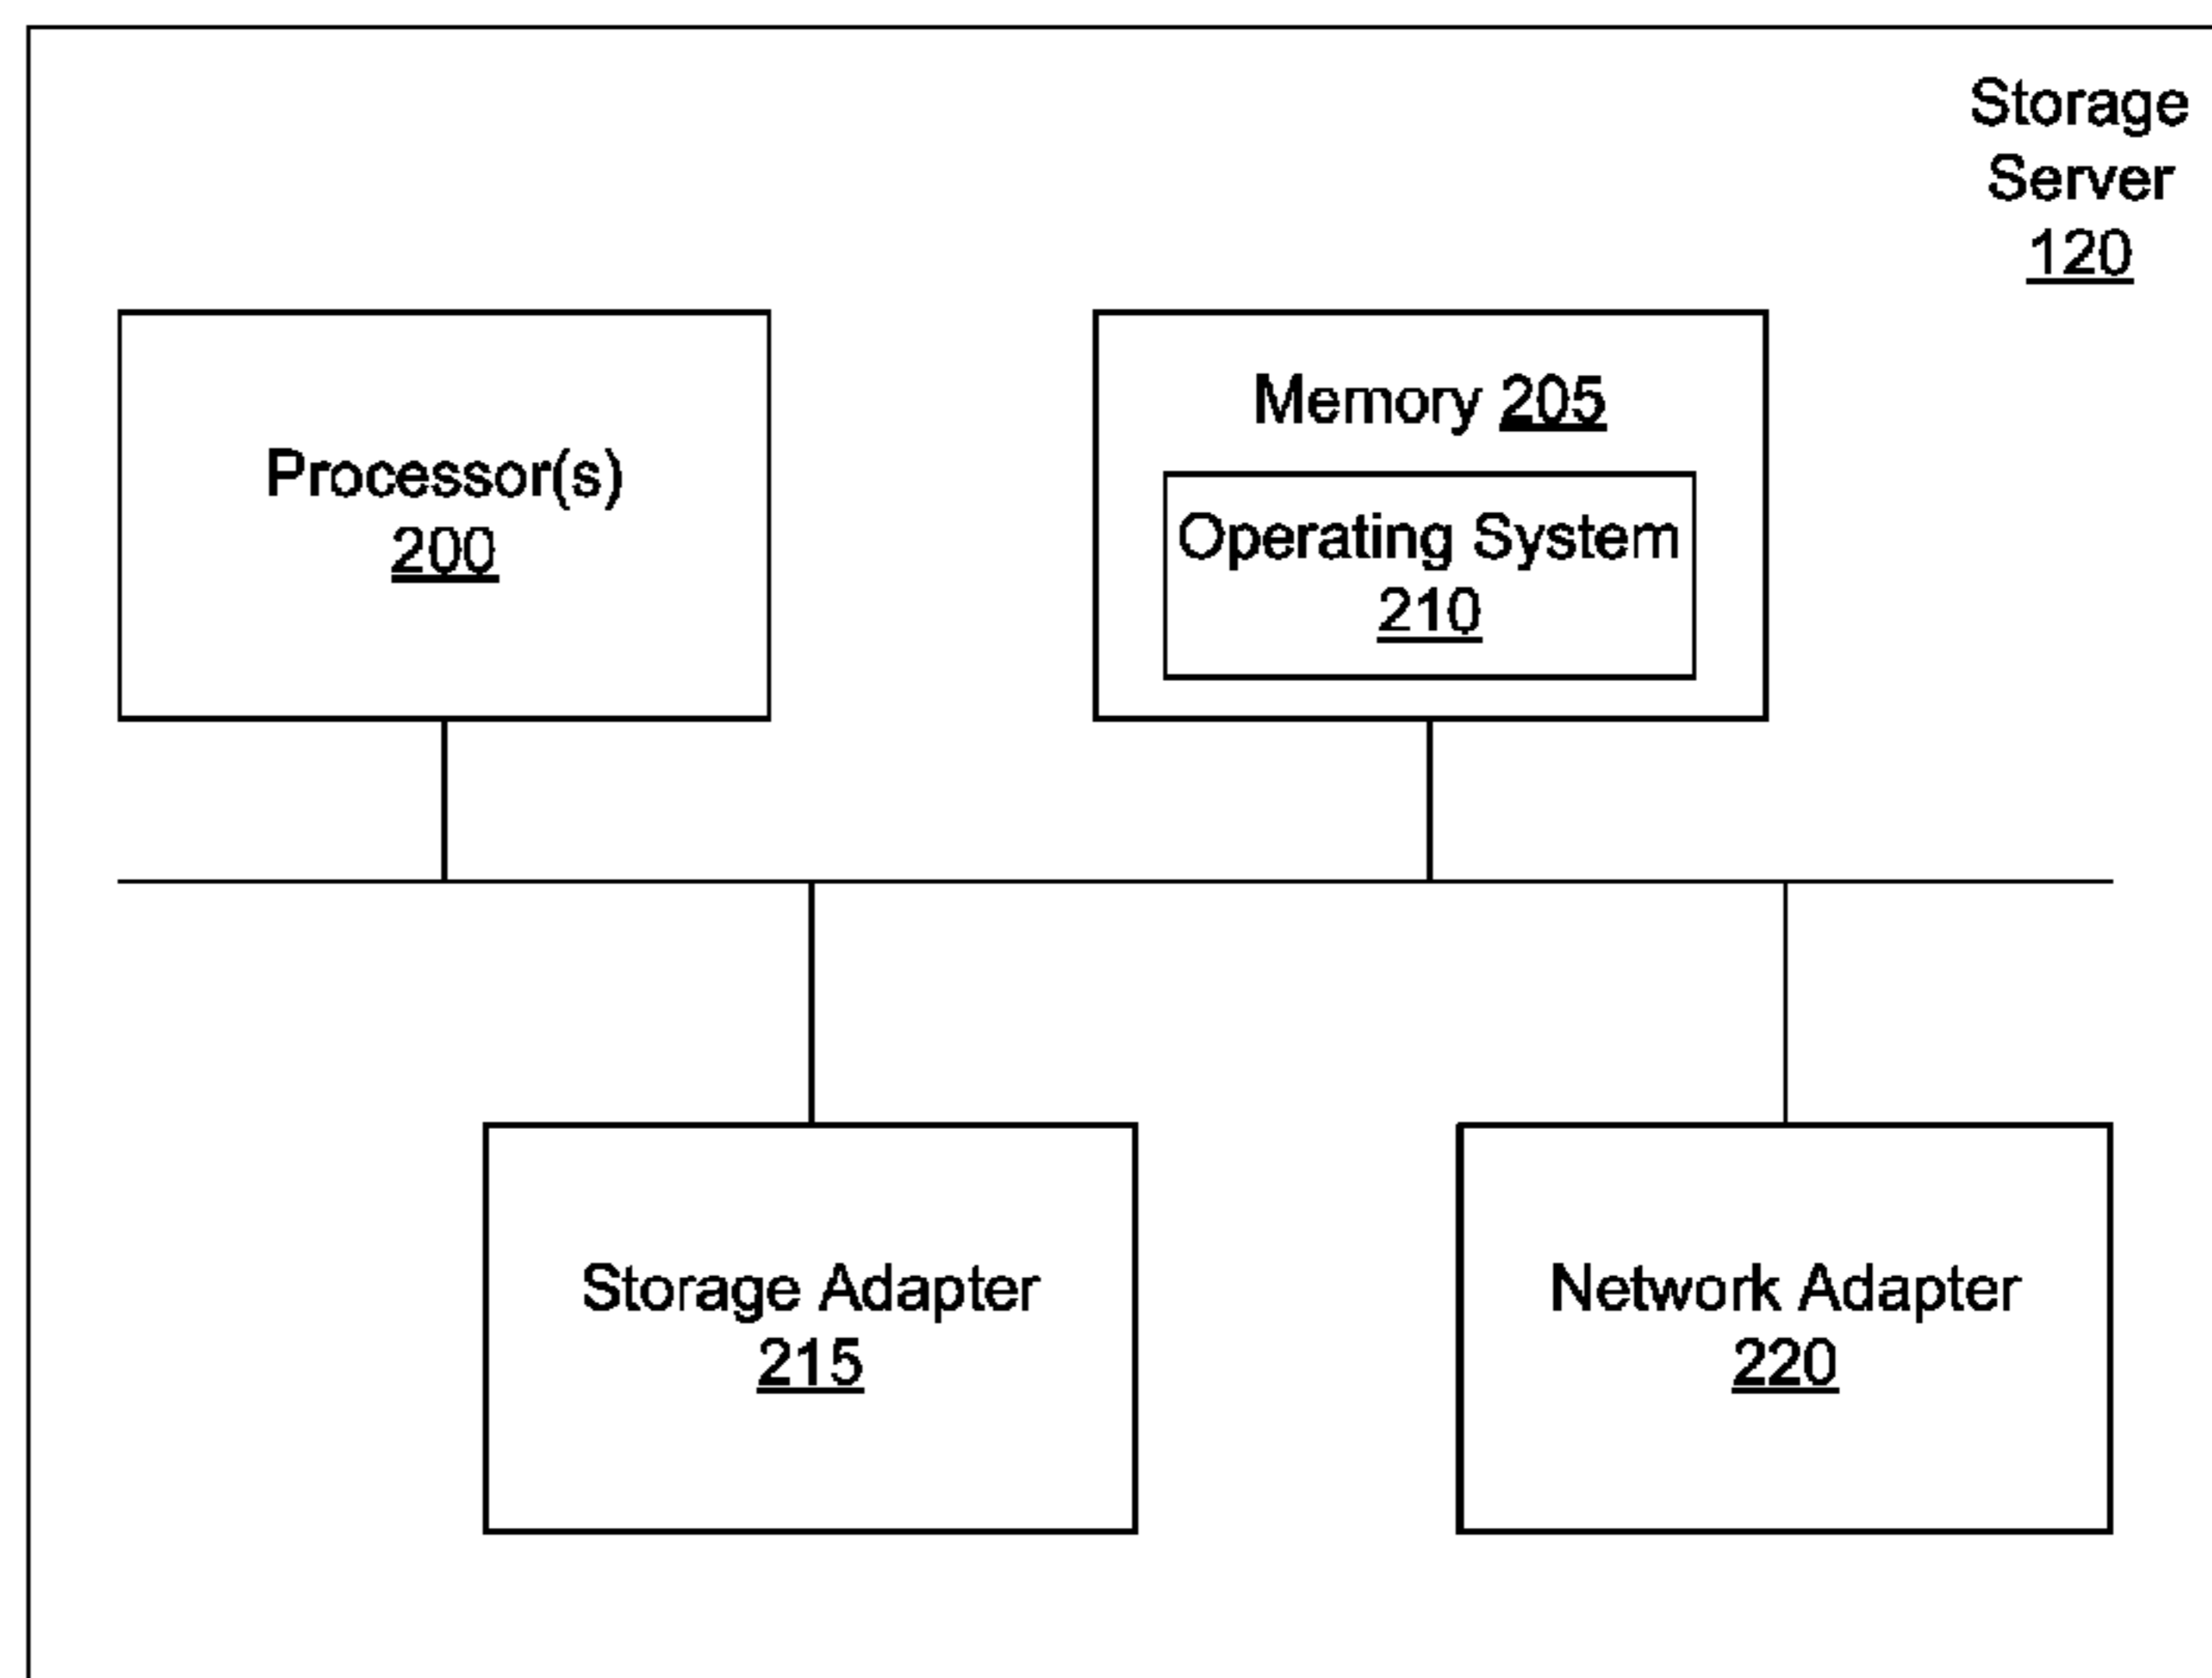 Storage
Server
120
Processor(s)
200
Memory 205
Operating System
210
Storage Adapter
215
Network Adapter
220